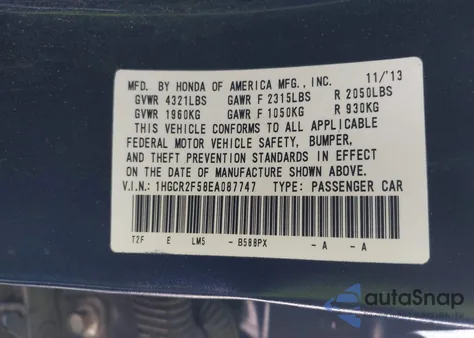 MFD. BY HONDA OF AMERICA MFG., INC. 11/'13
GVWR 4321LBS GAWR F 2315LBS R 2050LBS
GVWR 1960KG GAWR F 1050KG R 930KG
THIS VEHICLE CONFORMS TO ALL APPLICABLE
FEDERAL MOTOR VEHICLE SAFETY, BUMPER,
AND THEFT PREVENTION STANDARDS IN EFFECT
ON THE DATE OF MANUFACTURE SHOWN ABOVE.
V.I.N.: 1HGCR2F58EA087747 TYPE: PASSENGER CAR
T2F E LM5 - B588PX - A - A
autoSnap